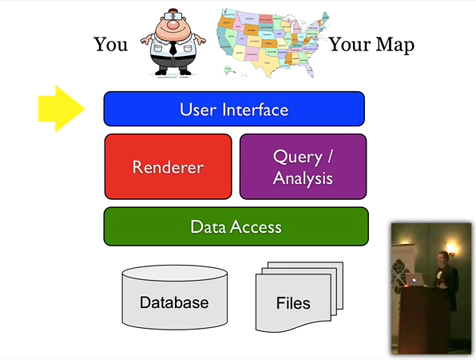 You
Your Map
User Interface
Renderer
Query /
Analysis
Data Access
Database
Files